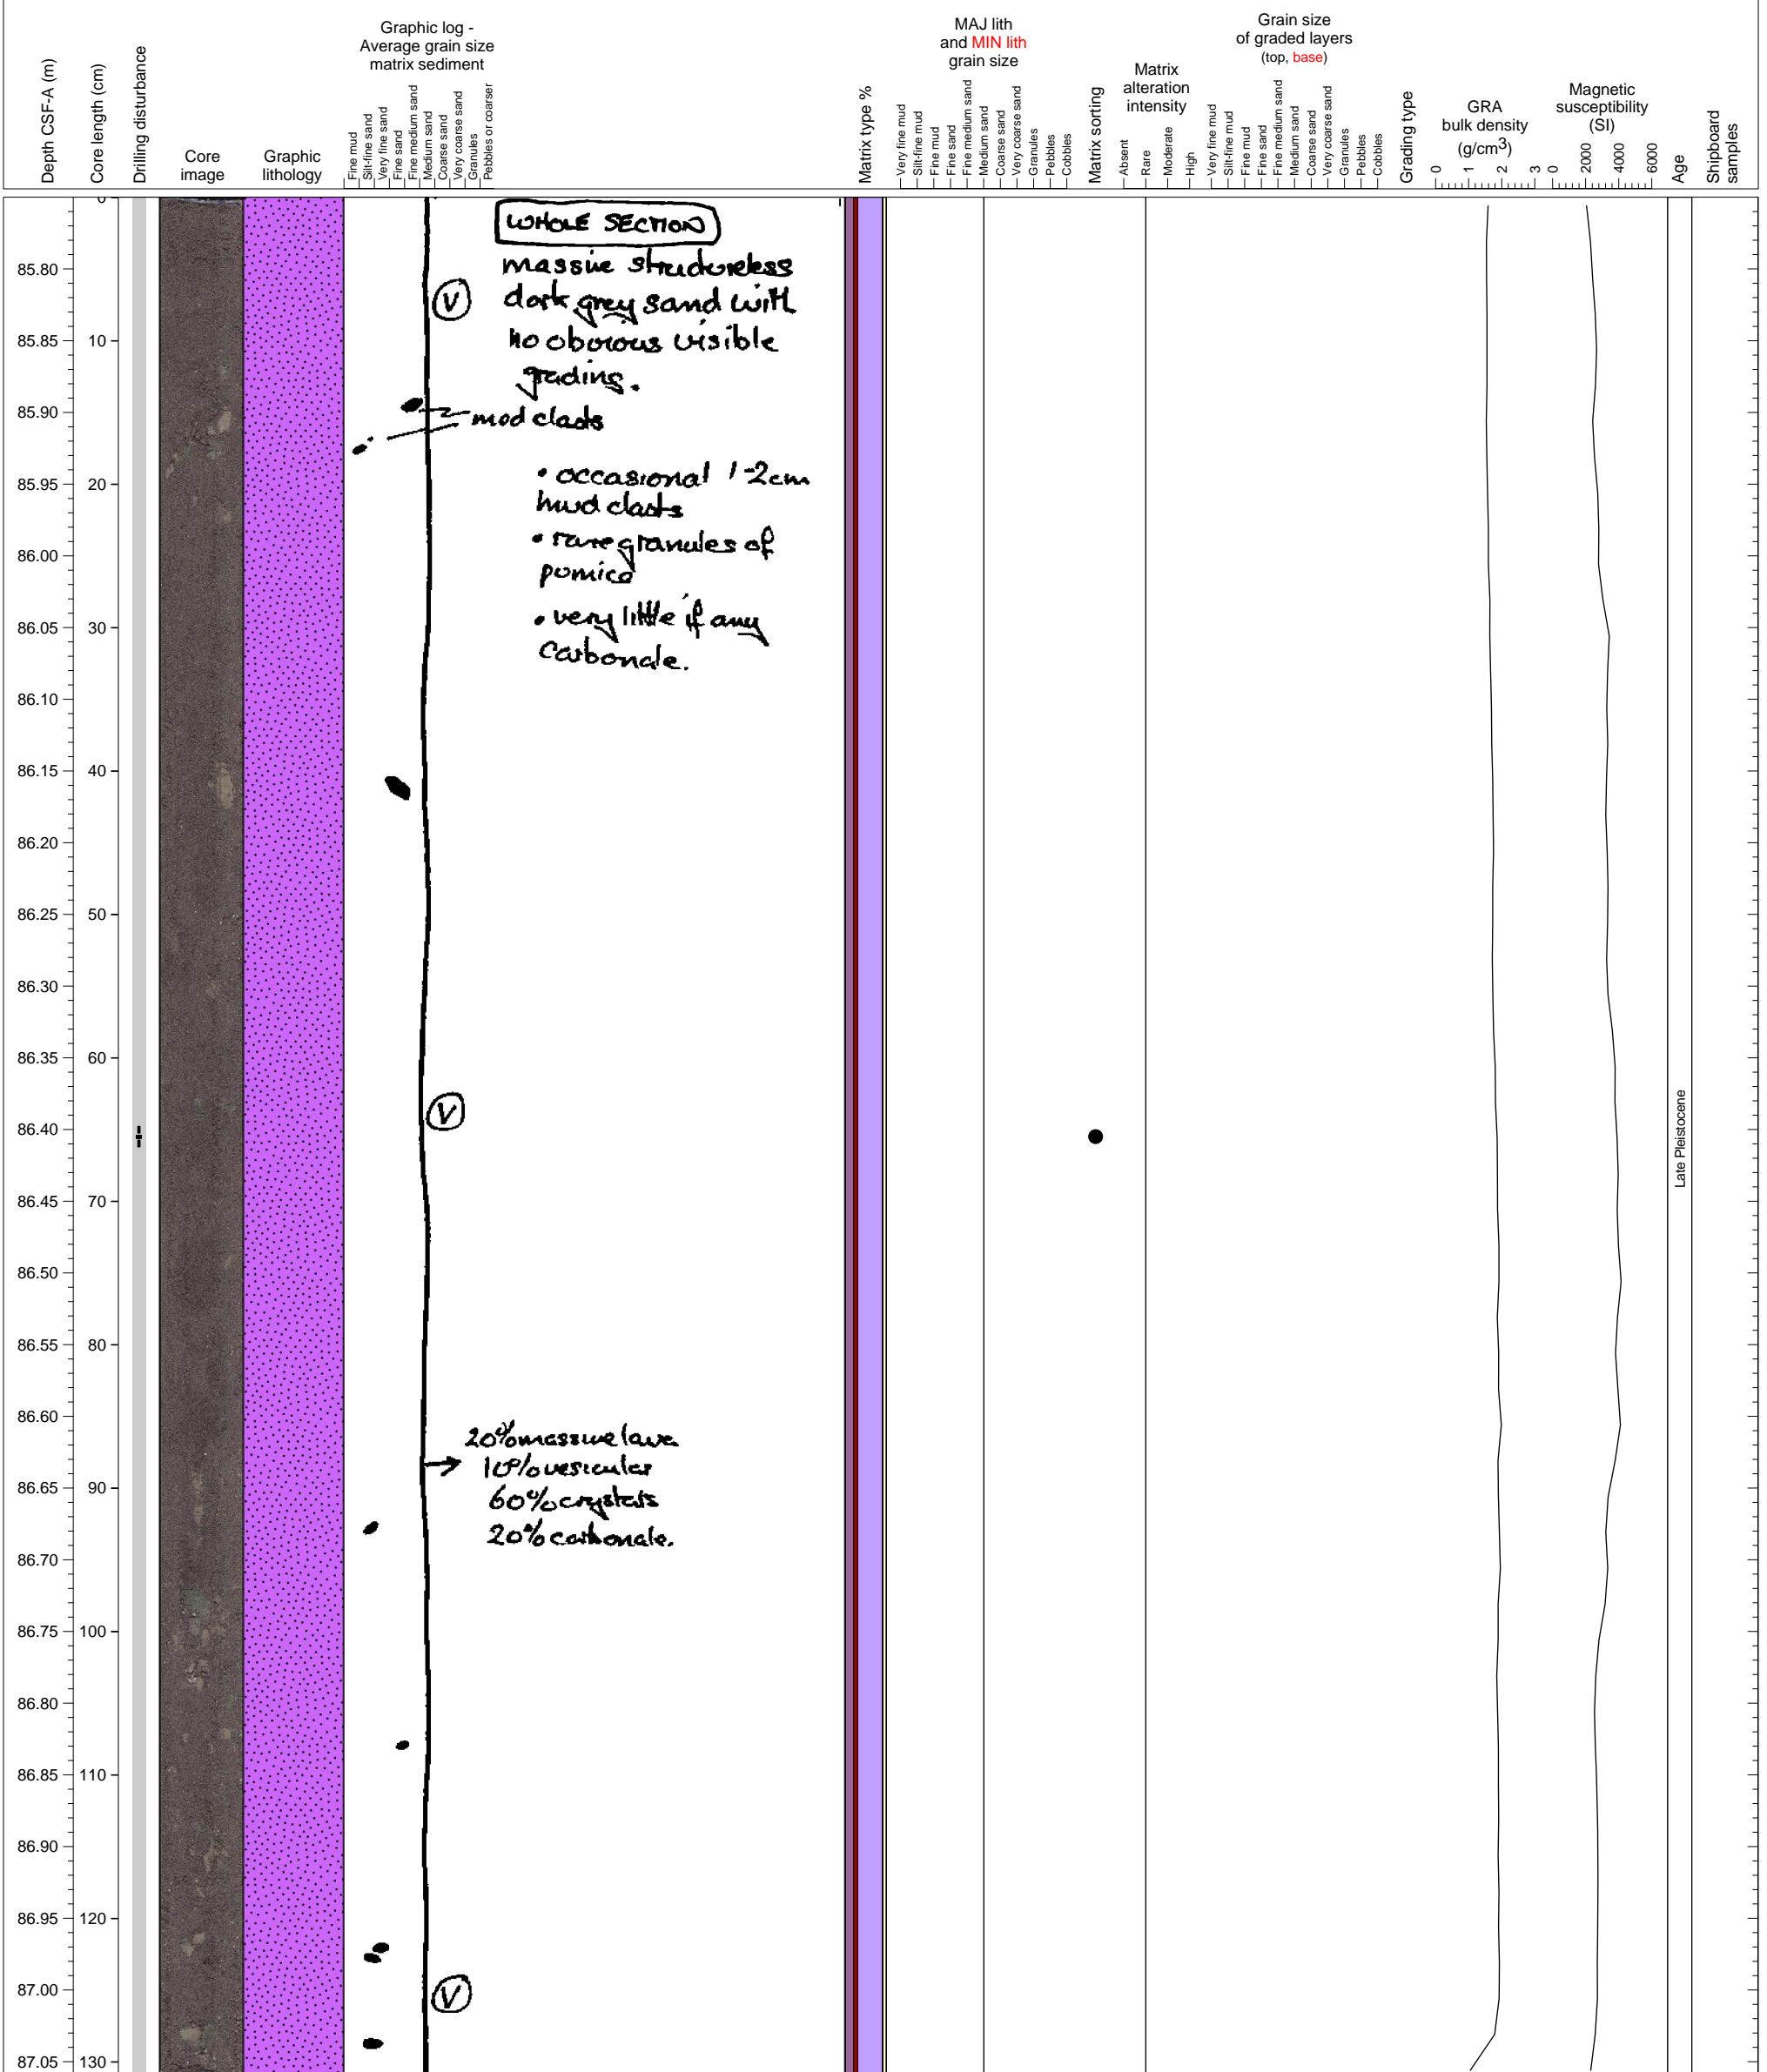 Depth CSF-A (m)
Core length (cm)
Drilling disturbance
Core
image
Graphic
lithology
Graphic log -
Average grain size
matrix sediment
Fine mud
Silt-fine sand
Very fine sand
Fine sand
Fine medium sand
Medium sand
Coarse sand
Very coarse sand
Granules
Pebbles or coarser
Matrix type %
MAJ lith
and MIN lith
grain size
Very fine mud
Silt-fine mud
Fine mud
Fine sand
Fine medium sand
Medium sand
Coarse sand
Very coarse sand
Granules
Pebbles
Cobbles
Matrix sorting
Matrix
alteration
intensity
Absent
Rare
Moderate
High
Grain size
of graded layers
(top, base)
Very fine mud
Silt-fine mud
Fine mud
Fine sand
Fine medium sand
Medium sand
Coarse sand
Very coarse sand
Granules
Pebbles
Cobbles
Grading type
GRA
bulk density
(g/cm3)
0 1 2 3
Magnetic
susceptibility
(SI)
0 2000 4000 6000
Age
Shipboard
samples
0
85.80
85.85 10
85.90
85.95 20
86.00
86.05 30
86.10
86.15 40
86.20
86.25 50
86.30
86.35 60
86.40
86.45 70
86.50
86.55 80
86.60
86.65 90
86.70
86.75 100
86.80
86.85 110
86.90
86.95 120
87.00
87.05 130
WHOLE SECTION
massive structureless
dark grey sand with
no obvious visible
grading.
V
mud clasts
• occasional 1-2cm
mud clasts
• rare granules of
pumice
• very little if any
carbonate.
V
20% massive lava
10% vesicular
60% crystals
20% carbonate.
V
Late Pleistocene